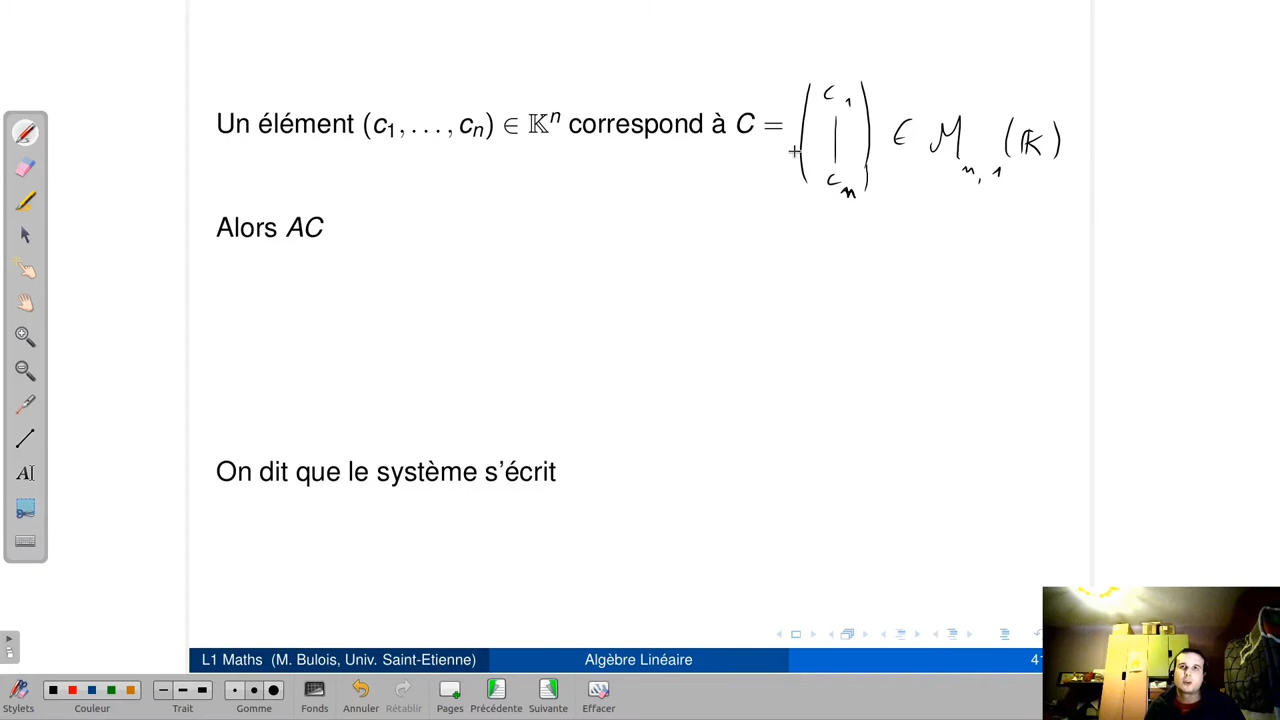 Un élément (c₁, . . . , cₙ) ∈ 𝕂ⁿ correspond à C = (c₁ | cₙ) ∈ M n,1 (𝕂)
Alors AC
On dit que le système s'écrit
L1 Maths (M. Bulois, Univ. Saint-Etienne) Algèbre Linéaire 41
Stylets Couleur Trait Gomme Fonds Annuler Rétablir Pages Précédente Suivante Effacer